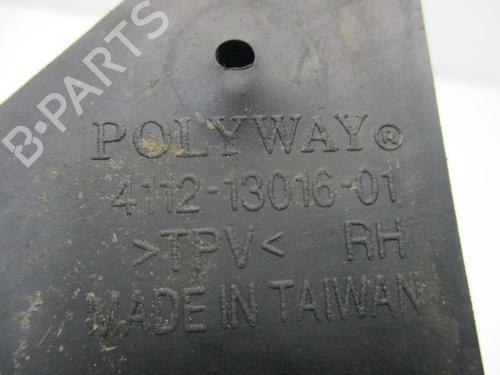 B-PARTS
POLYWAY®
4112-13016-01
>TPV< RH
MADE IN TAIWAN